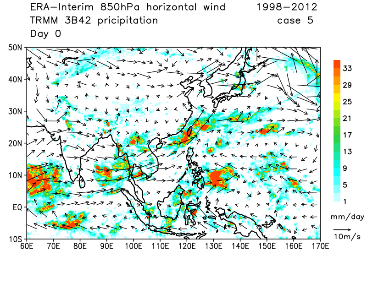 ERA-Interim 850hPa horizontal wind 1998-2012
TRMM 3B42 precipitation case 5
Day 0
50N
40N
30N
20N
10N
EQ
10S
60E 70E 80E 90E 100E 110E 120E 130E 140E 150E 160E 170E
33
29
25
21
17
13
9
5
1
mm/day
10m/s